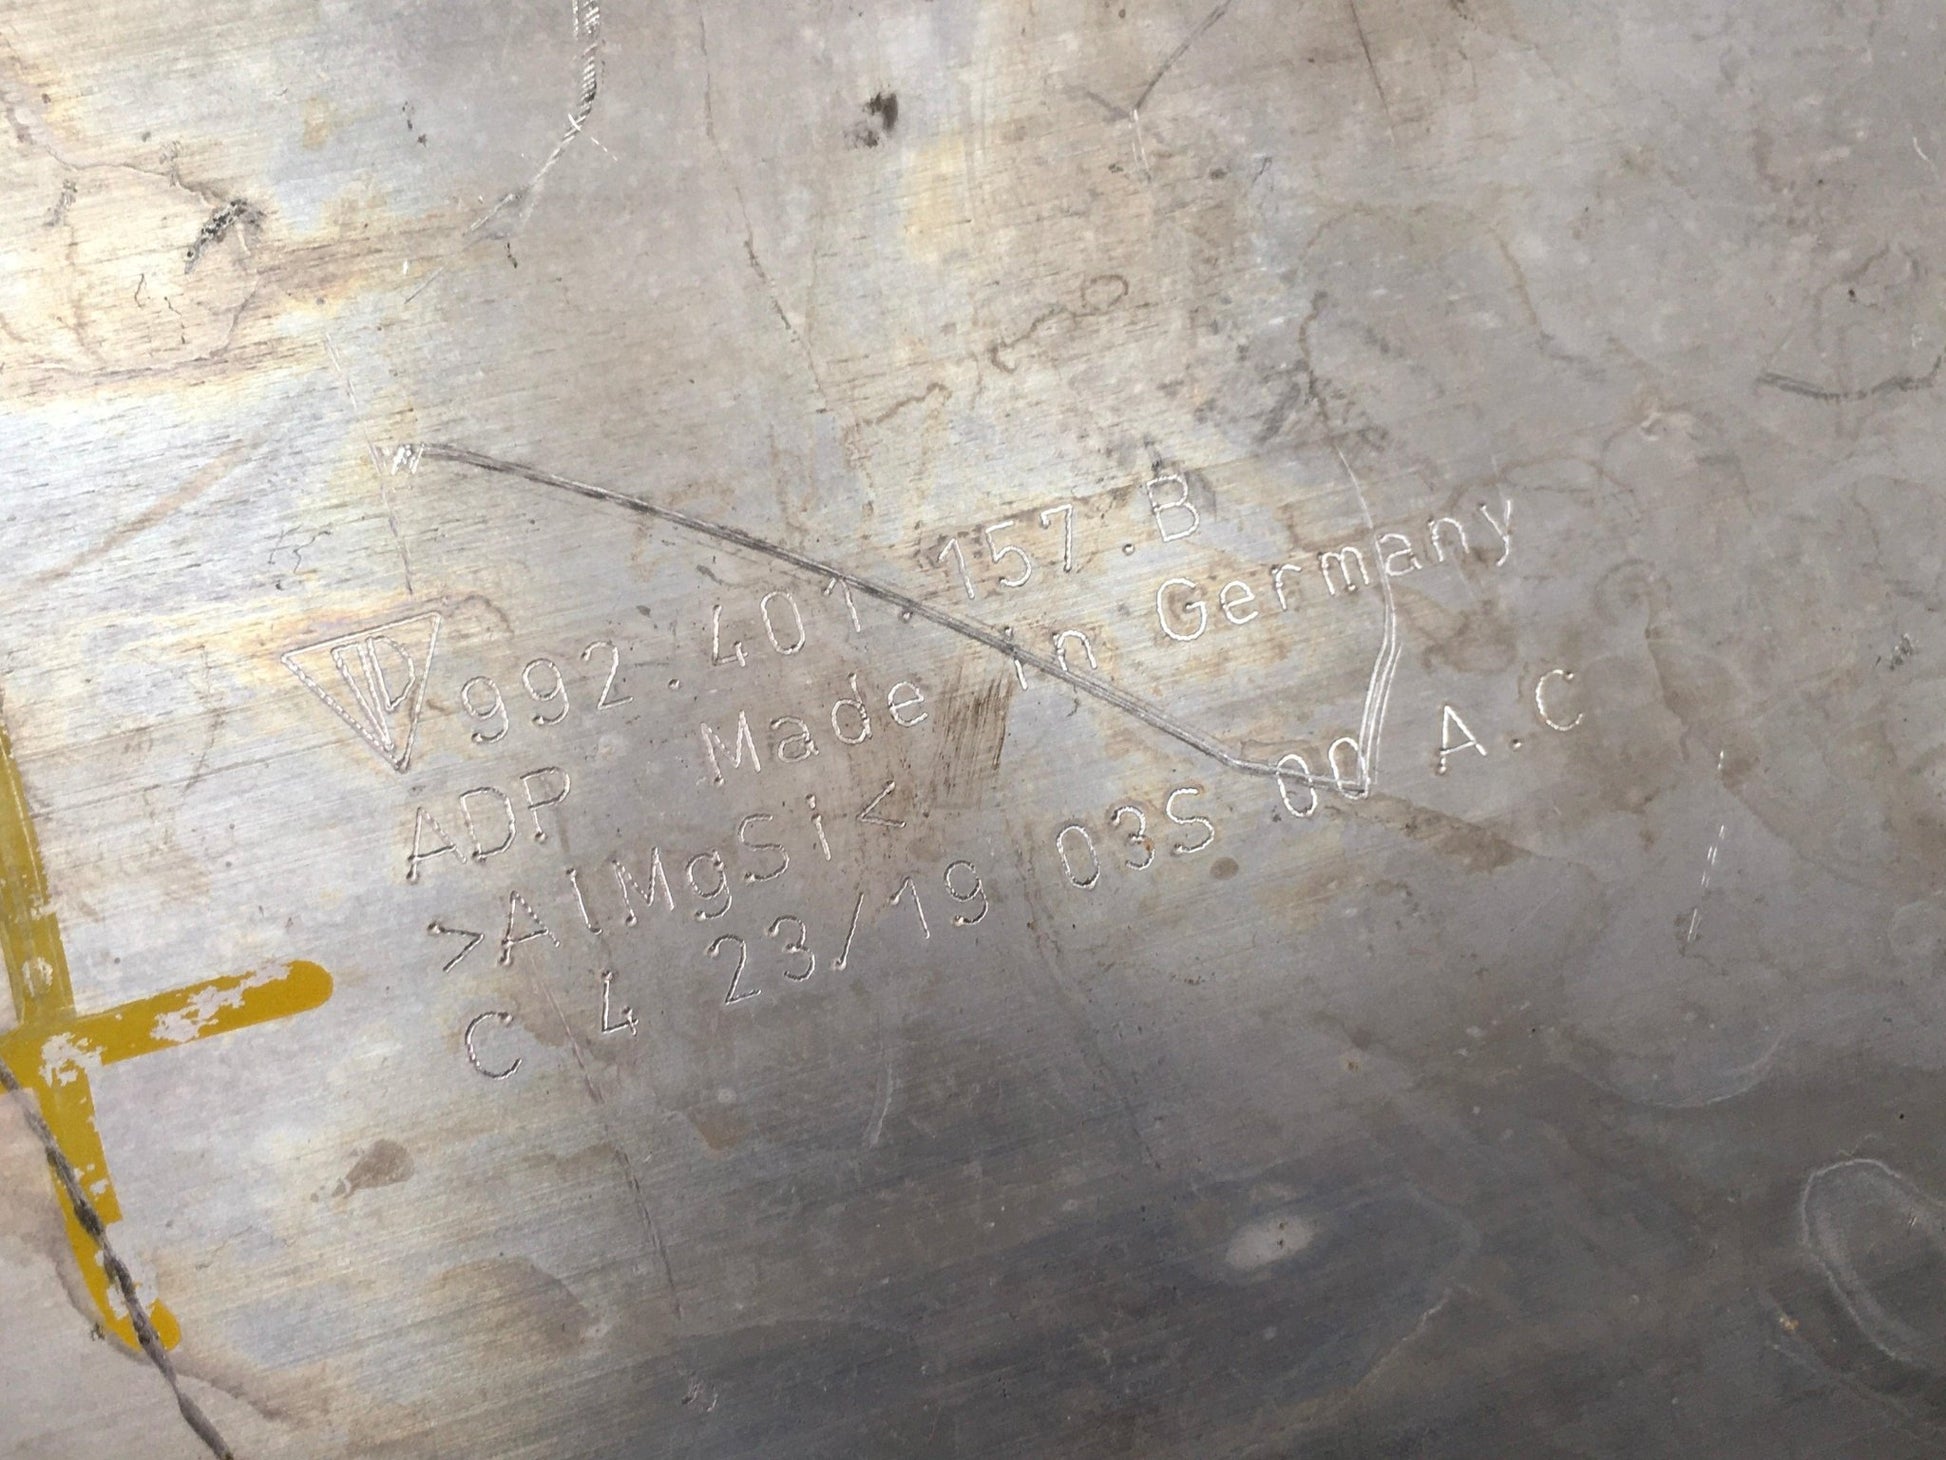 992.401.157.B
ADP Made in Germany
>AlMgSi<
C 4 23/19 03S 00 A.C